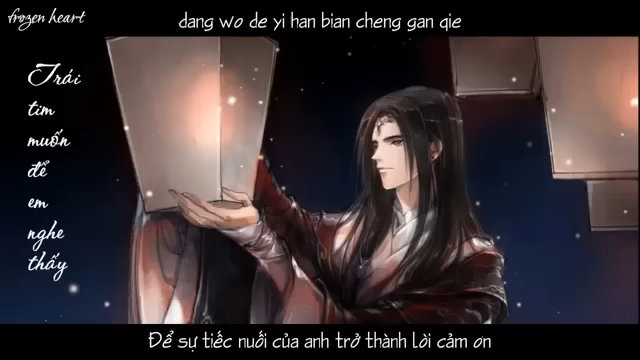 frozen heart
dang wo de yi han bian cheng gan qie
Trái
tim
muốn
để
em
nghe
thấy
Để sự tiếc nuối của anh trở thành lời cảm ơn